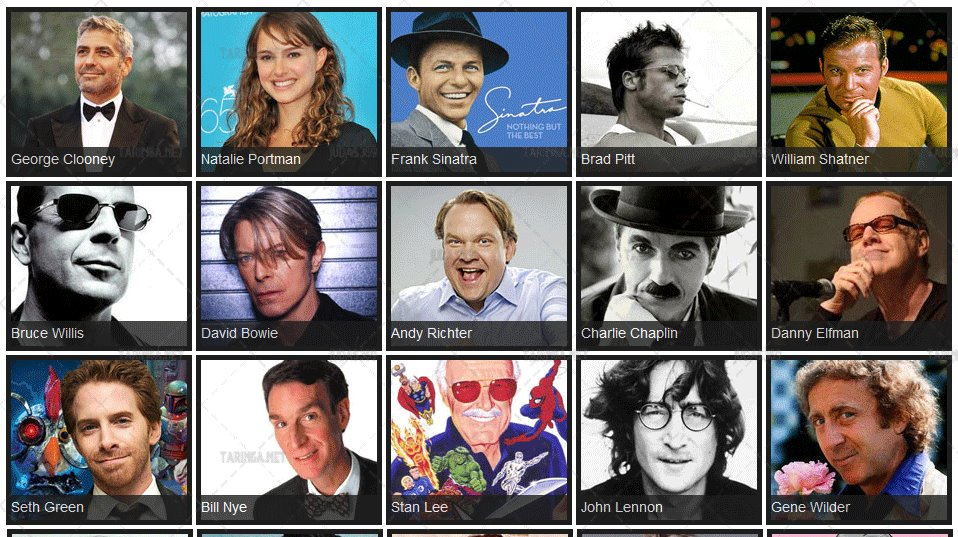 George Clooney
65
Natalie Portman
Sinatra
NOTHING BUT
THE BEST
Frank Sinatra
Brad Pitt
William Shatner
Bruce Willis
David Bowie
Andy Richter
Charlie Chaplin
Danny Elfman
Seth Green
TARINGA.NET
Bill Nye
Stan Lee
John Lennon
Gene Wilder